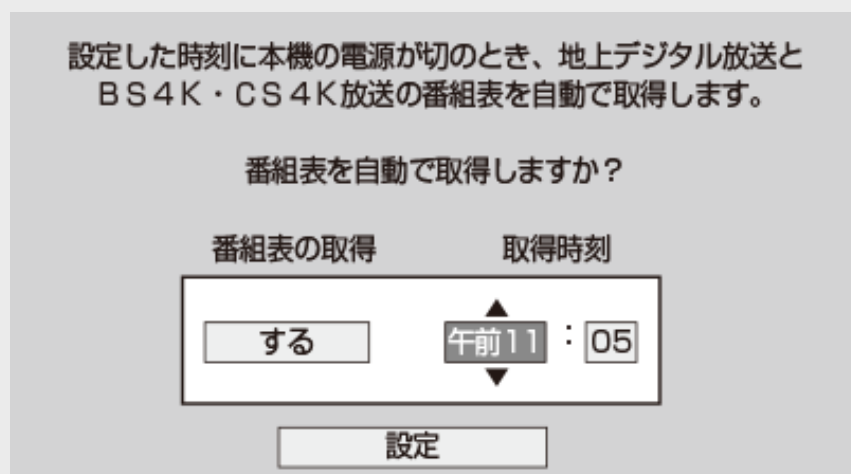 設定した時刻に本機の電源が切のとき、地上デジタル放送と
ＢＳ４Ｋ・ＣＳ４Ｋ放送の番組表を自動で取得します。
番組表を自動で取得しますか？
番組表の取得 取得時刻
する 午前11 : 05
設定